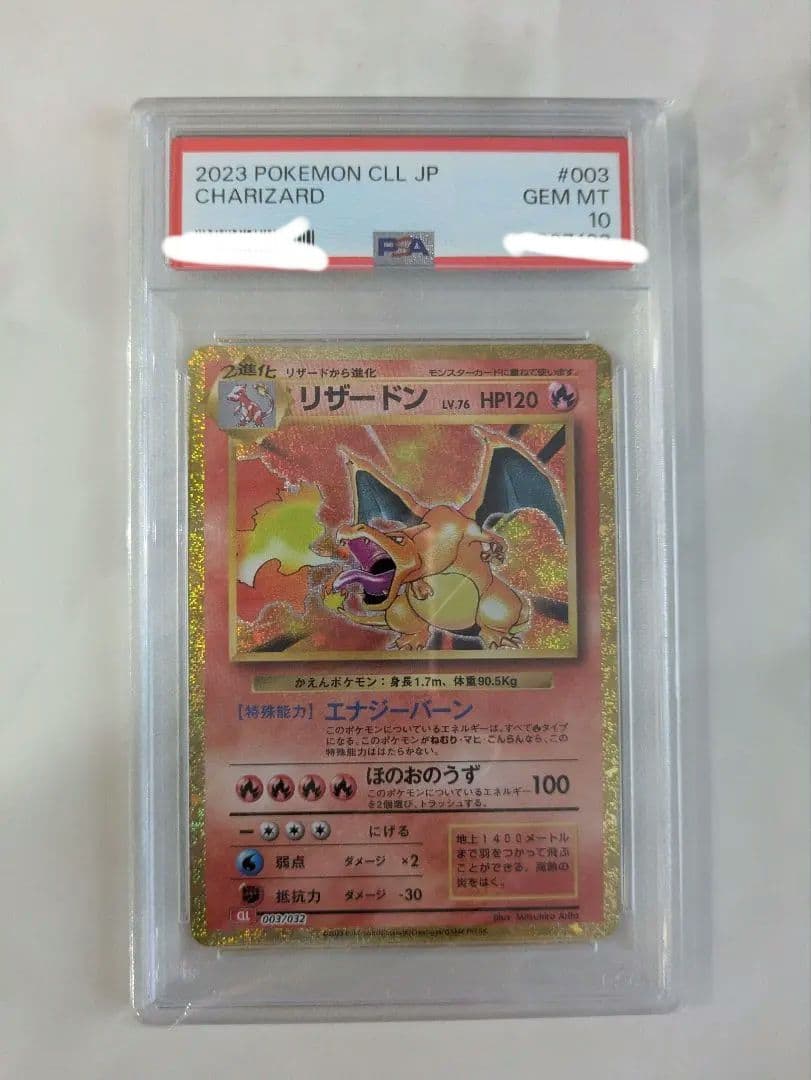 2023 POKEMON CLL JP #003
CHARIZARD GEM MT
10
PSA
2進化 リザードから進化 モンスターカードに重ねて使います。
リザードン LV.76 HP120
かえんポケモン：身長1.7m、体重90.5Kg
［特殊能力］エナジーバーン
このポケモンについているエネルギーは、すべて🔥タイプ
になる。このポケモンがねむり・マヒ・こんらんなら、この
特殊能力ははたらかない。
ほのおのうず 100
このポケモンについているエネルギー
を2個選び、トラッシュする。
にげる
弱点 ダメージ ×2
抵抗力 ダメージ -30
地上1400メートル
まで羽をつかって飛ぶ
ことができる。高熱の
炎をはく。
CLL 003/032
Illus. Mitsuhiro Arita